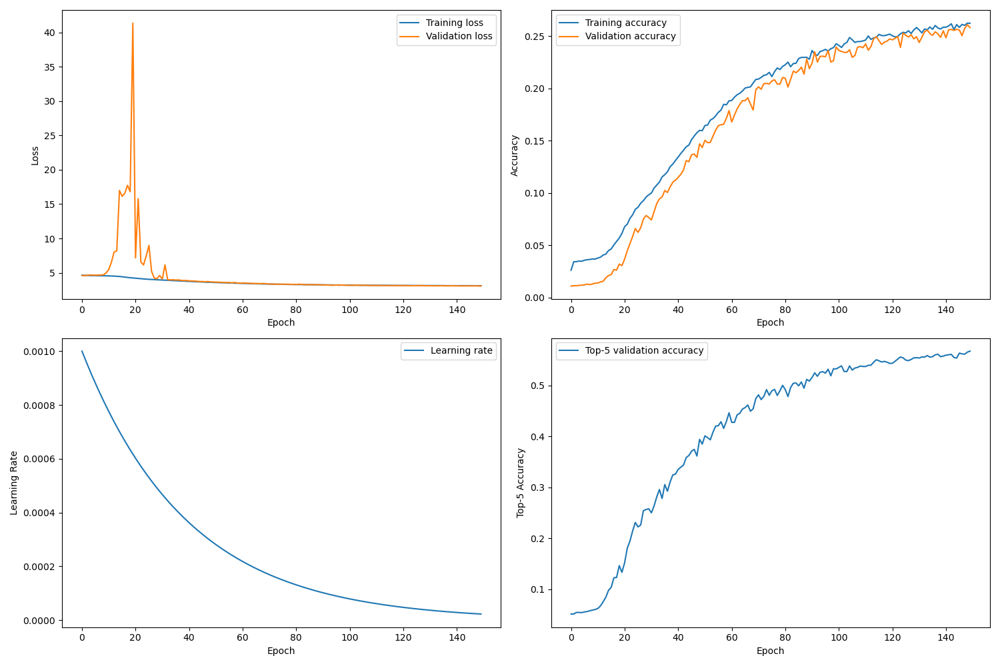 Training loss
Validation loss
40
35
30
25
20
15
10
5
Loss
0 20 40 60 80 100 120 140
Epoch
Training accuracy
Validation accuracy
0.25
0.20
0.15
0.10
0.05
0.00
Accuracy
0 20 40 60 80 100 120 140
Epoch
Learning rate
0.0010
0.0008
0.0006
0.0004
0.0002
0.0000
Learning Rate
0 20 40 60 80 100 120 140
Epoch
Top-5 validation accuracy
0.5
0.4
0.3
0.2
0.1
Top-5 Accuracy
0 20 40 60 80 100 120 140
Epoch